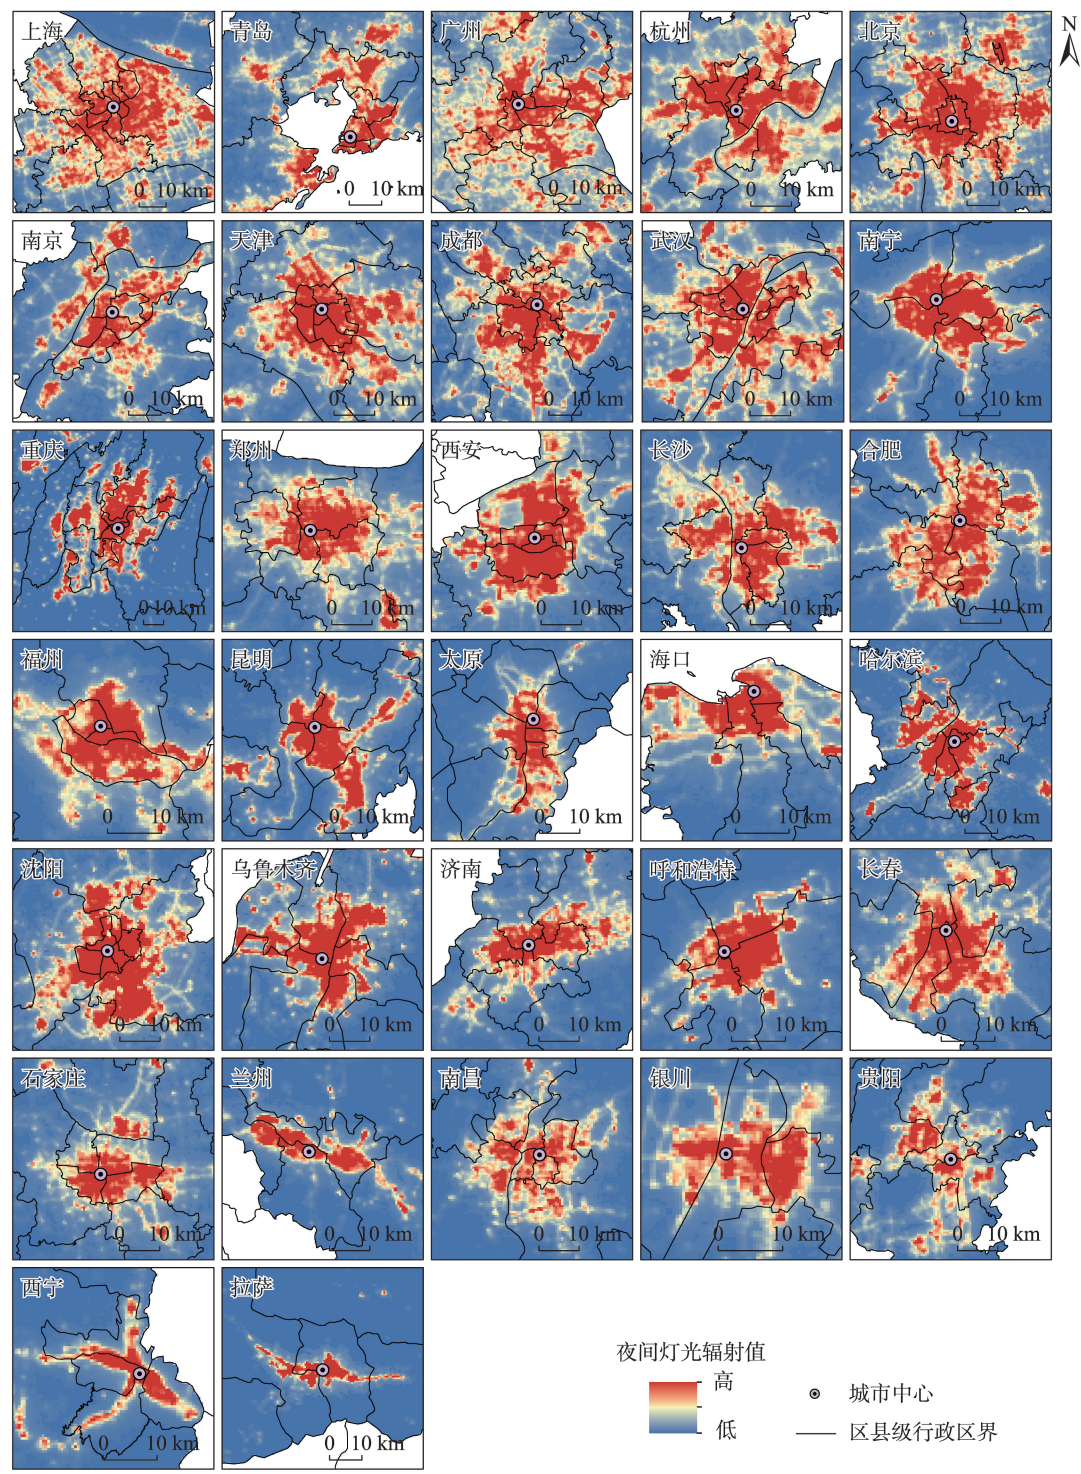 N
上海
0 10 km
青岛
0 10 km
广州
0 10 km
杭州
0 10 km
北京
0 10 km
南京
0 10 km
天津
0 10 km
成都
0 10 km
武汉
0 10 km
南宁
0 10 km
重庆
0 10 km
郑州
0 10 km
西安
0 10 km
长沙
0 10 km
合肥
0 10 km
福州
0 10 km
昆明
0 10 km
太原
0 10 km
海口
0 10 km
哈尔滨
0 10 km
沈阳
0 10 km
乌鲁木齐
0 10 km
济南
0 10 km
呼和浩特
0 10 km
长春
0 10 km
石家庄
0 10 km
兰州
0 10 km
南昌
0 10 km
银川
0 10 km
贵阳
0 10 km
西宁
0 10 km
拉萨
0 10 km
夜间灯光辐射值
高
低
城市中心
区县级行政区界